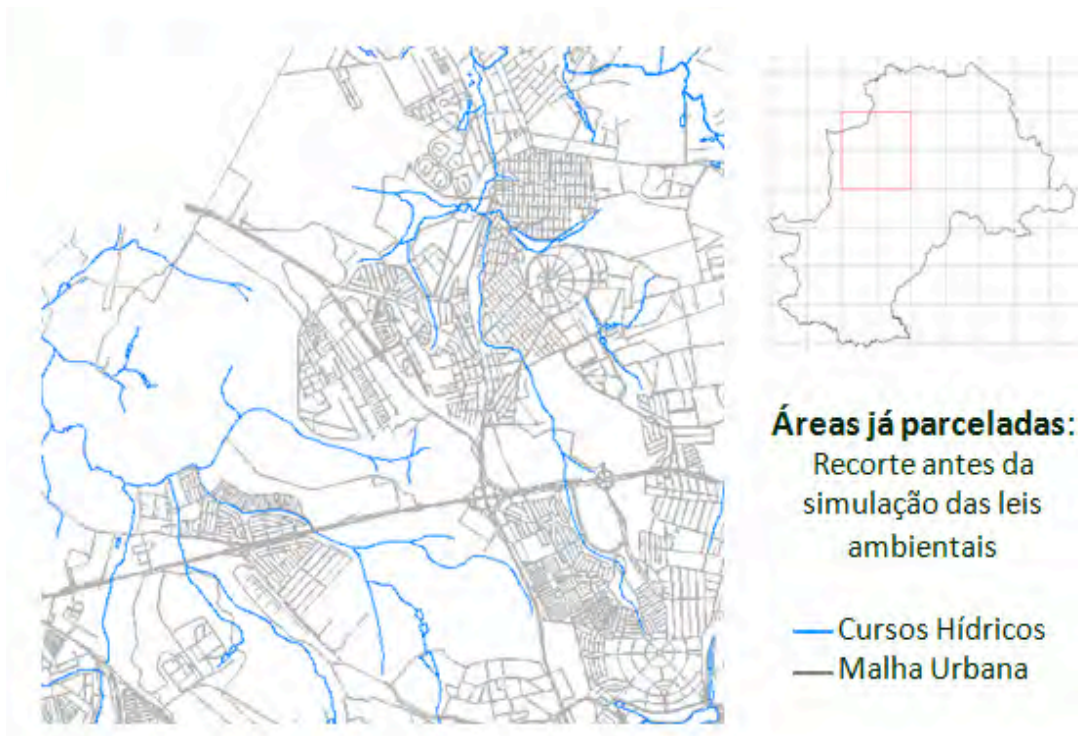 Áreas já parceladas:
Recorte antes da
simulação das leis
ambientais
Cursos Hídricos
Malha Urbana